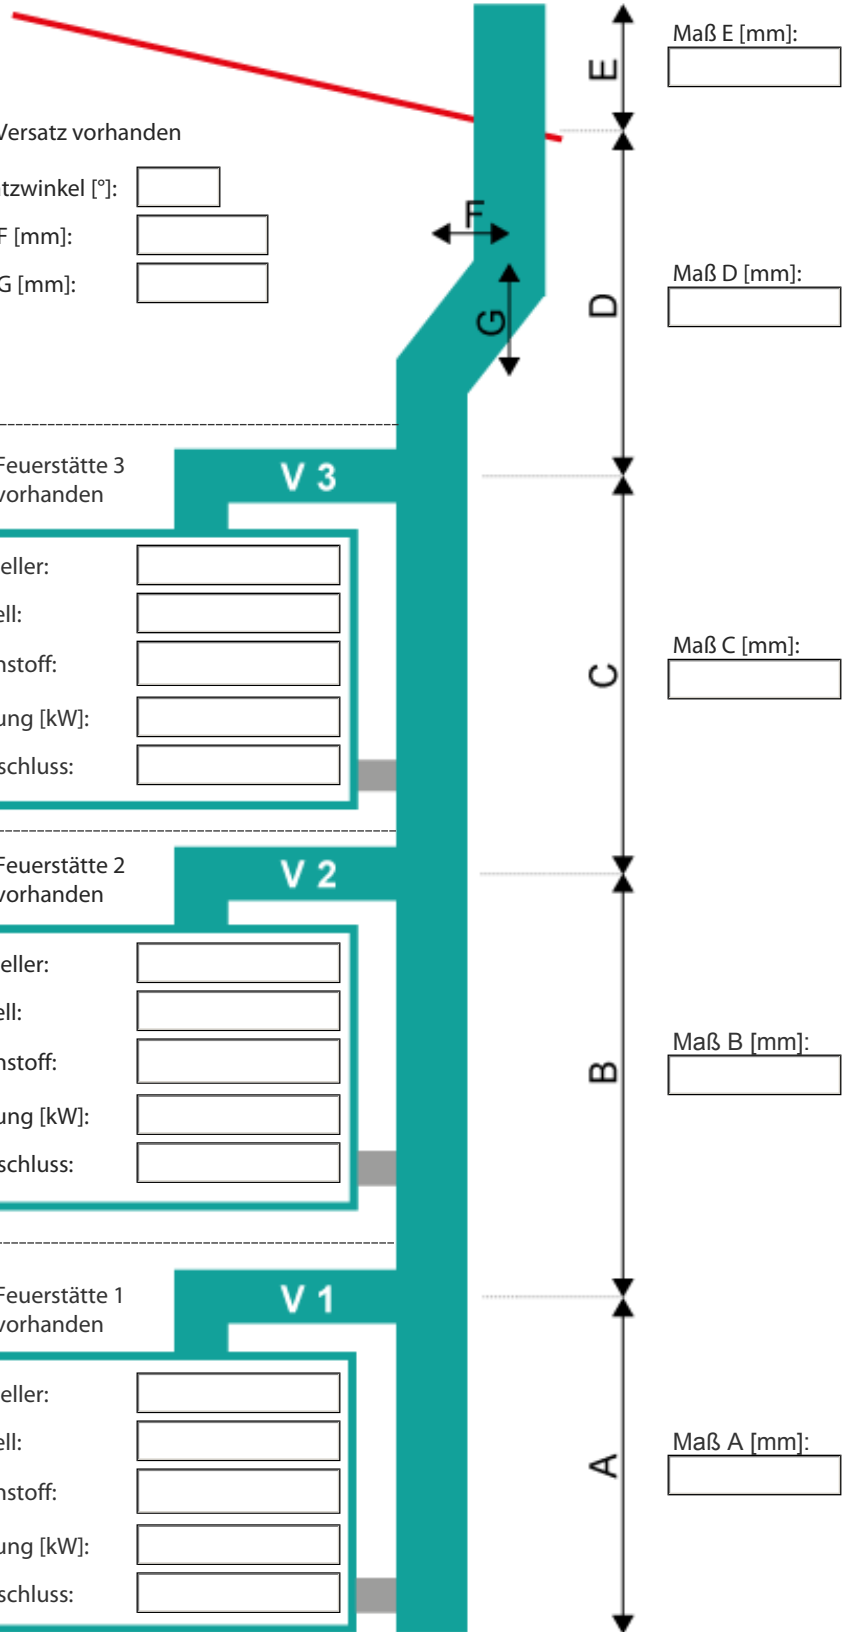 Maß E [mm]:
E
Versatz vorhanden
tzwinkel [°]:
F [mm]:
G [mm]:
F
G
Maß D [mm]:
D
Feuerstätte 3
vorhanden
V 3
eller:
ell:
nstoff:
ung [kW]:
schluss:
Maß C [mm]:
C
Feuerstätte 2
vorhanden
V 2
eller:
ell:
nstoff:
ung [kW]:
schluss:
Maß B [mm]:
B
Feuerstätte 1
vorhanden
V 1
eller:
ell:
nstoff:
ung [kW]:
schluss:
Maß A [mm]:
A